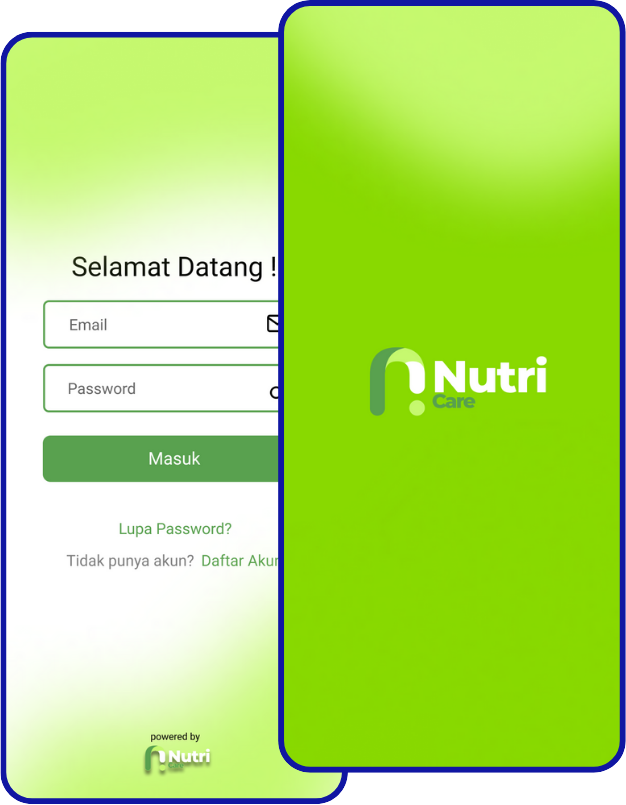 Selamat Datang !
Email
Password
Masuk
Lupa Password?
Tidak punya akun? Daftar Akun
powered by
Nutri
Care
Nutri
Care